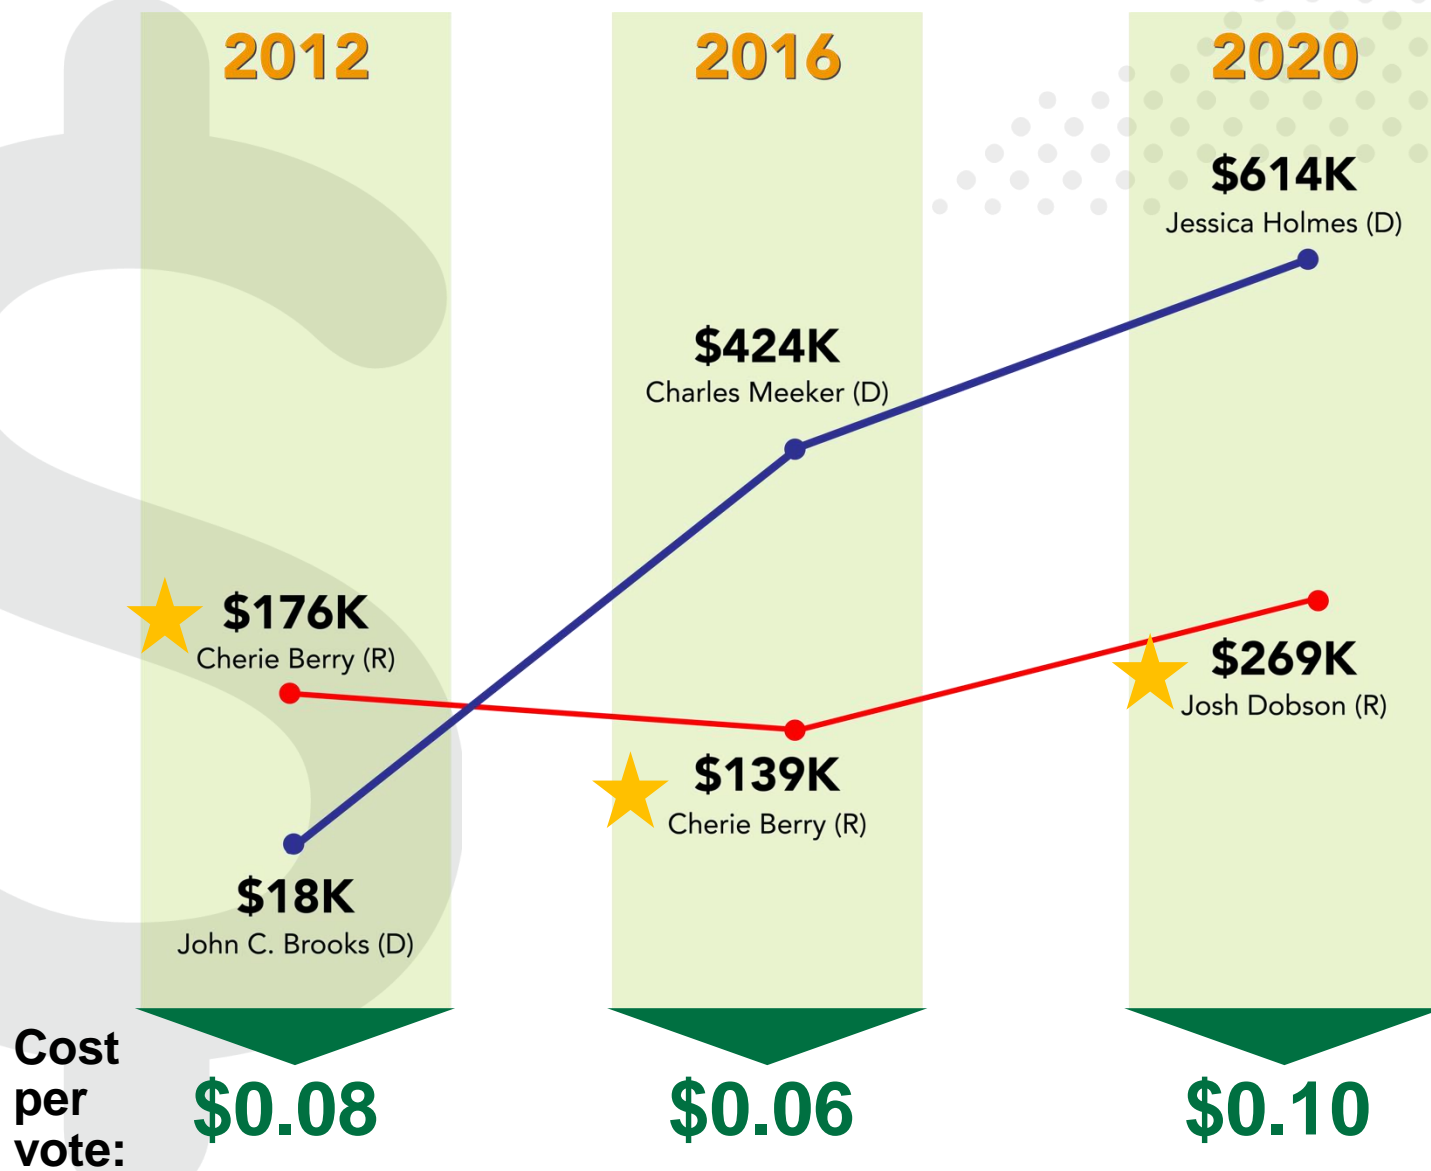 2012
2016
2020
$614K
Jessica Holmes (D)
$424K
Charles Meeker (D)
$176K
Cherie Berry (R)
$269K
Josh Dobson (R)
$139K
Cherie Berry (R)
$18K
John C. Brooks (D)
Cost
per
vote:
$0.08
$0.06
$0.10